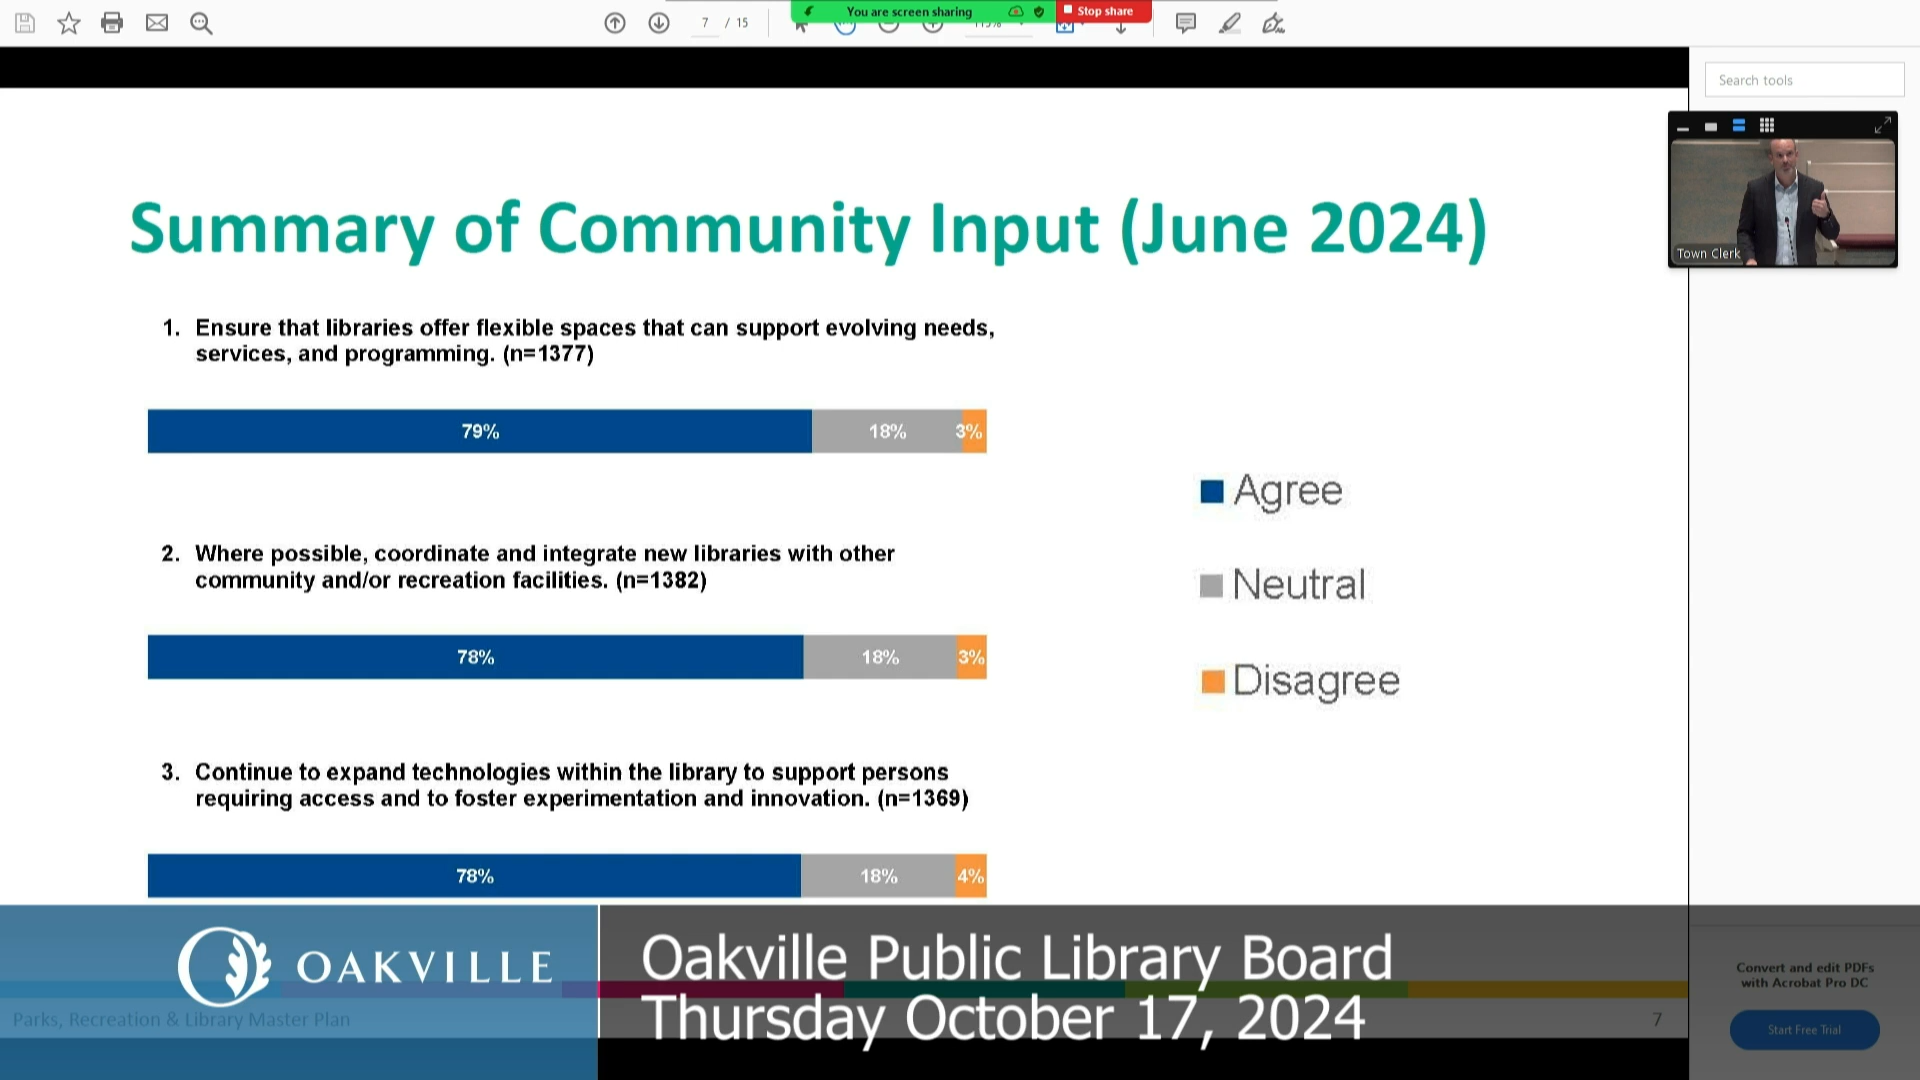 7 / 15
You are screen sharing
Stop share
Search tools
Town Clerk
Summary of Community Input (June 2024)
1. Ensure that libraries offer flexible spaces that can support evolving needs,
services, and programming. (n=1377)
79% 18% 3%
Agree
Neutral
Disagree
2. Where possible, coordinate and integrate new libraries with other
community and/or recreation facilities. (n=1382)
78% 18% 3%
3. Continue to expand technologies within the library to support persons
requiring access and to foster experimentation and innovation. (n=1369)
78% 18% 4%
OAKVILLE
Oakville Public Library Board
Thursday October 17, 2024
Parks, Recreation & Library Master Plan
7
Convert and edit PDFs
with Acrobat Pro DC
Start Free Trial